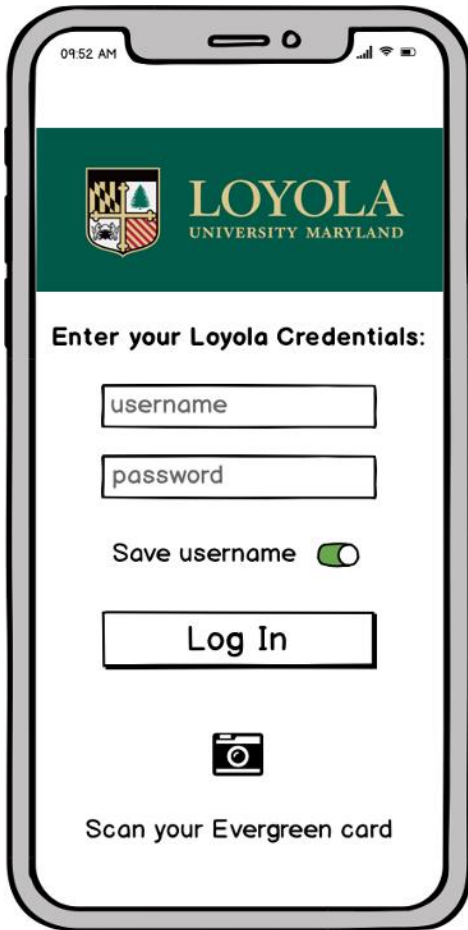 09:52 AM
LOYOLA
UNIVERSITY MARYLAND
Enter your Loyola Credentials:
username
password
Save username
Log In
Scan your Evergreen card